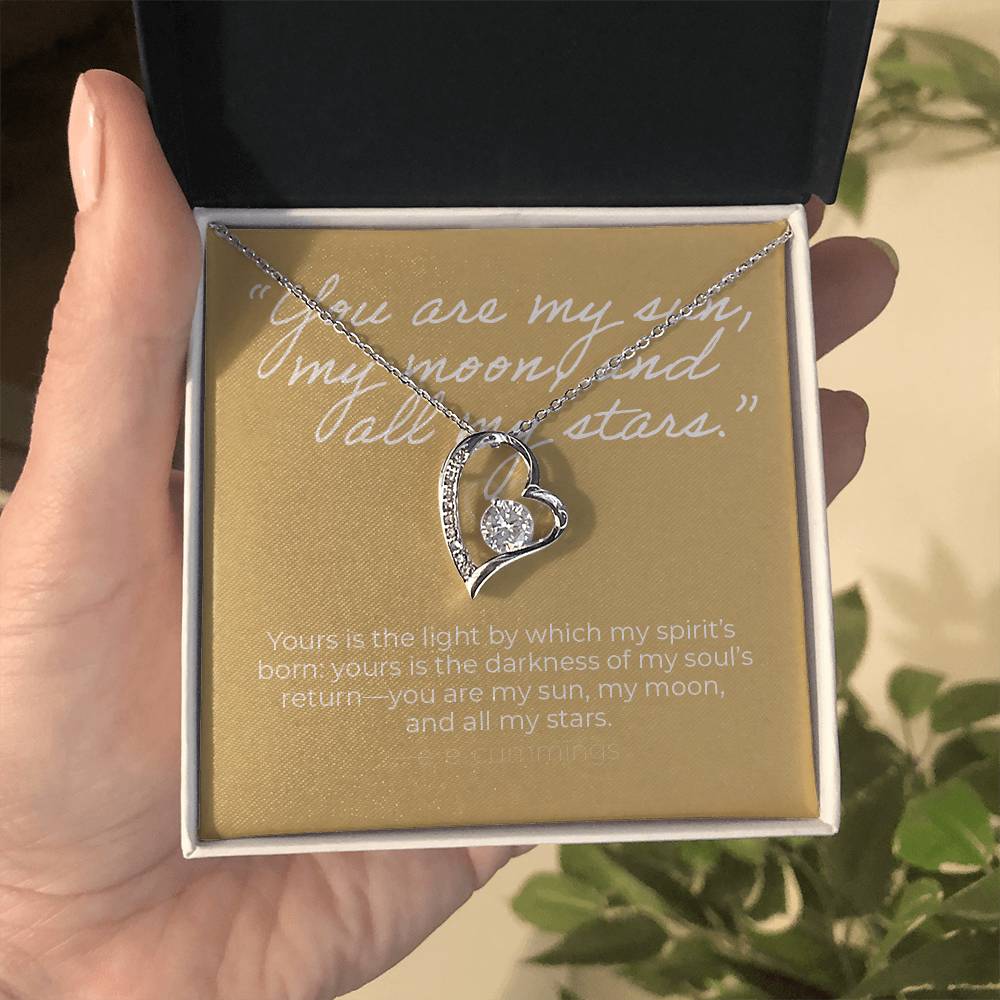 “You are my sun,
my moon, and
all my stars.”
Yours is the light by which my spirit’s
born: yours is the darkness of my soul’s
return—you are my sun, my moon,
and all my stars.
—e e cummings